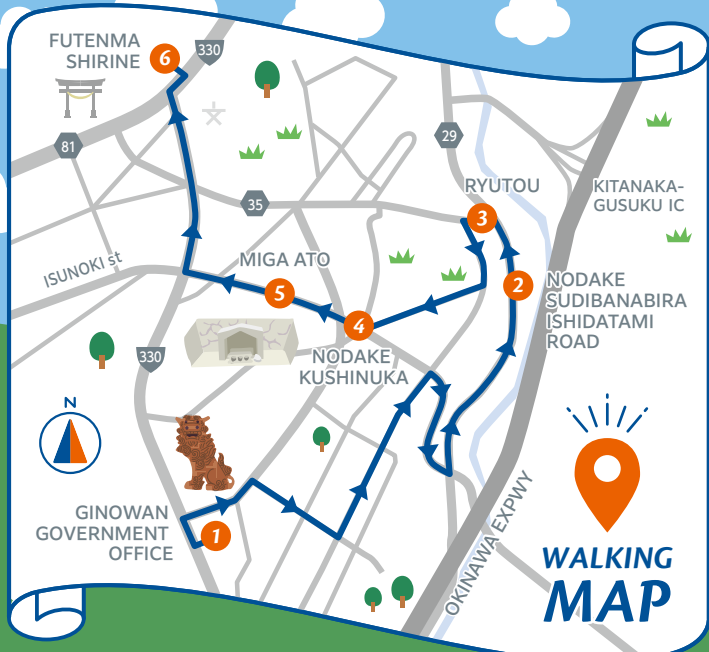 FUTENMA
SHIRINE
6
330
81
29
35
RYUTOU
3
KITANAKA-
GUSUKU IC
ISUNOKI st
MIGA ATO
5
2
NODAKE
SUDIBANABIRA
ISHIDATAMI
ROAD
4
NODAKE
KUSHINUKA
330
N
GINOWAN
GOVERNMENT
OFFICE
1
OKINAWA EXPWY
WALKING
MAP